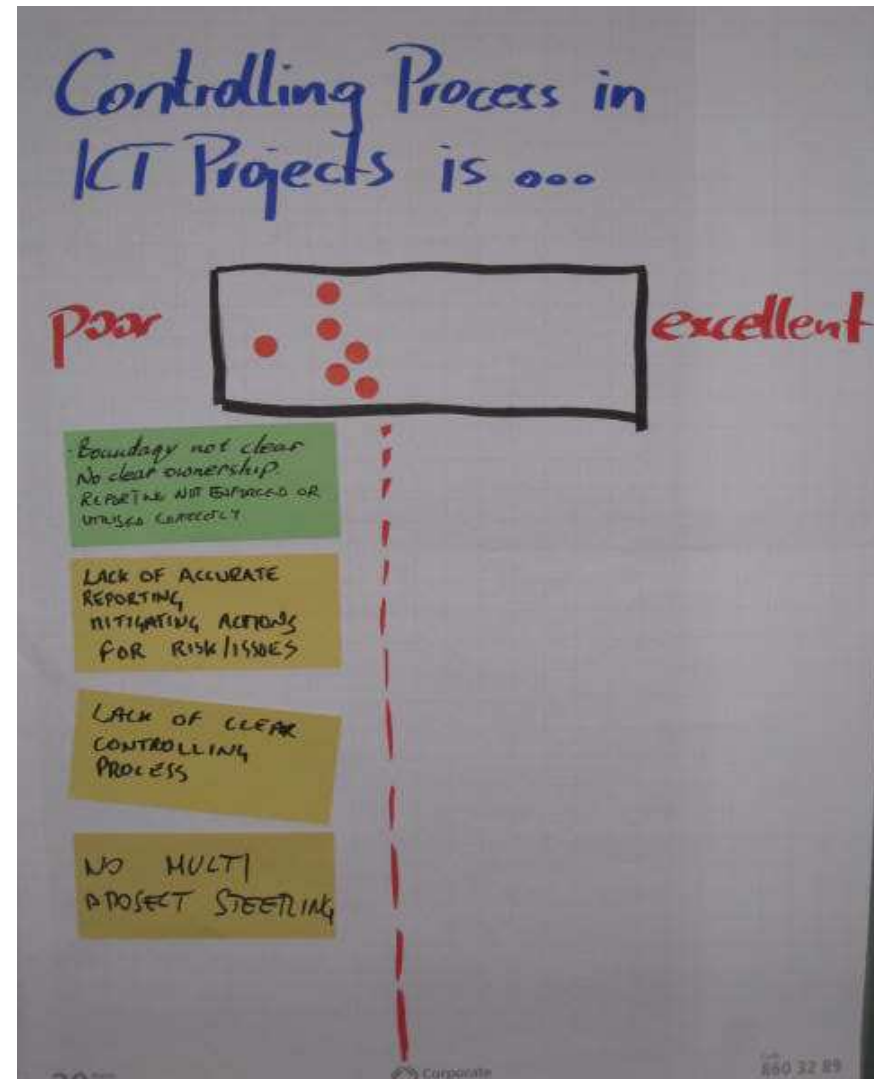 Controlling Process in
ICT Projects is ...
poor
excellent
- Boundary not clear
No clear ownership.
REPORTING NOT ENFORCED OR
UTILISED CORRECTLY
LACK OF ACCURATE
REPORTING
MITIGATING ACTIONS
FOR RISK/ISSUES
LACK OF CLEAR
CONTROLLING
PROCESS
NO MULTI
PROJECT STEERING
Corporate
860 32 89